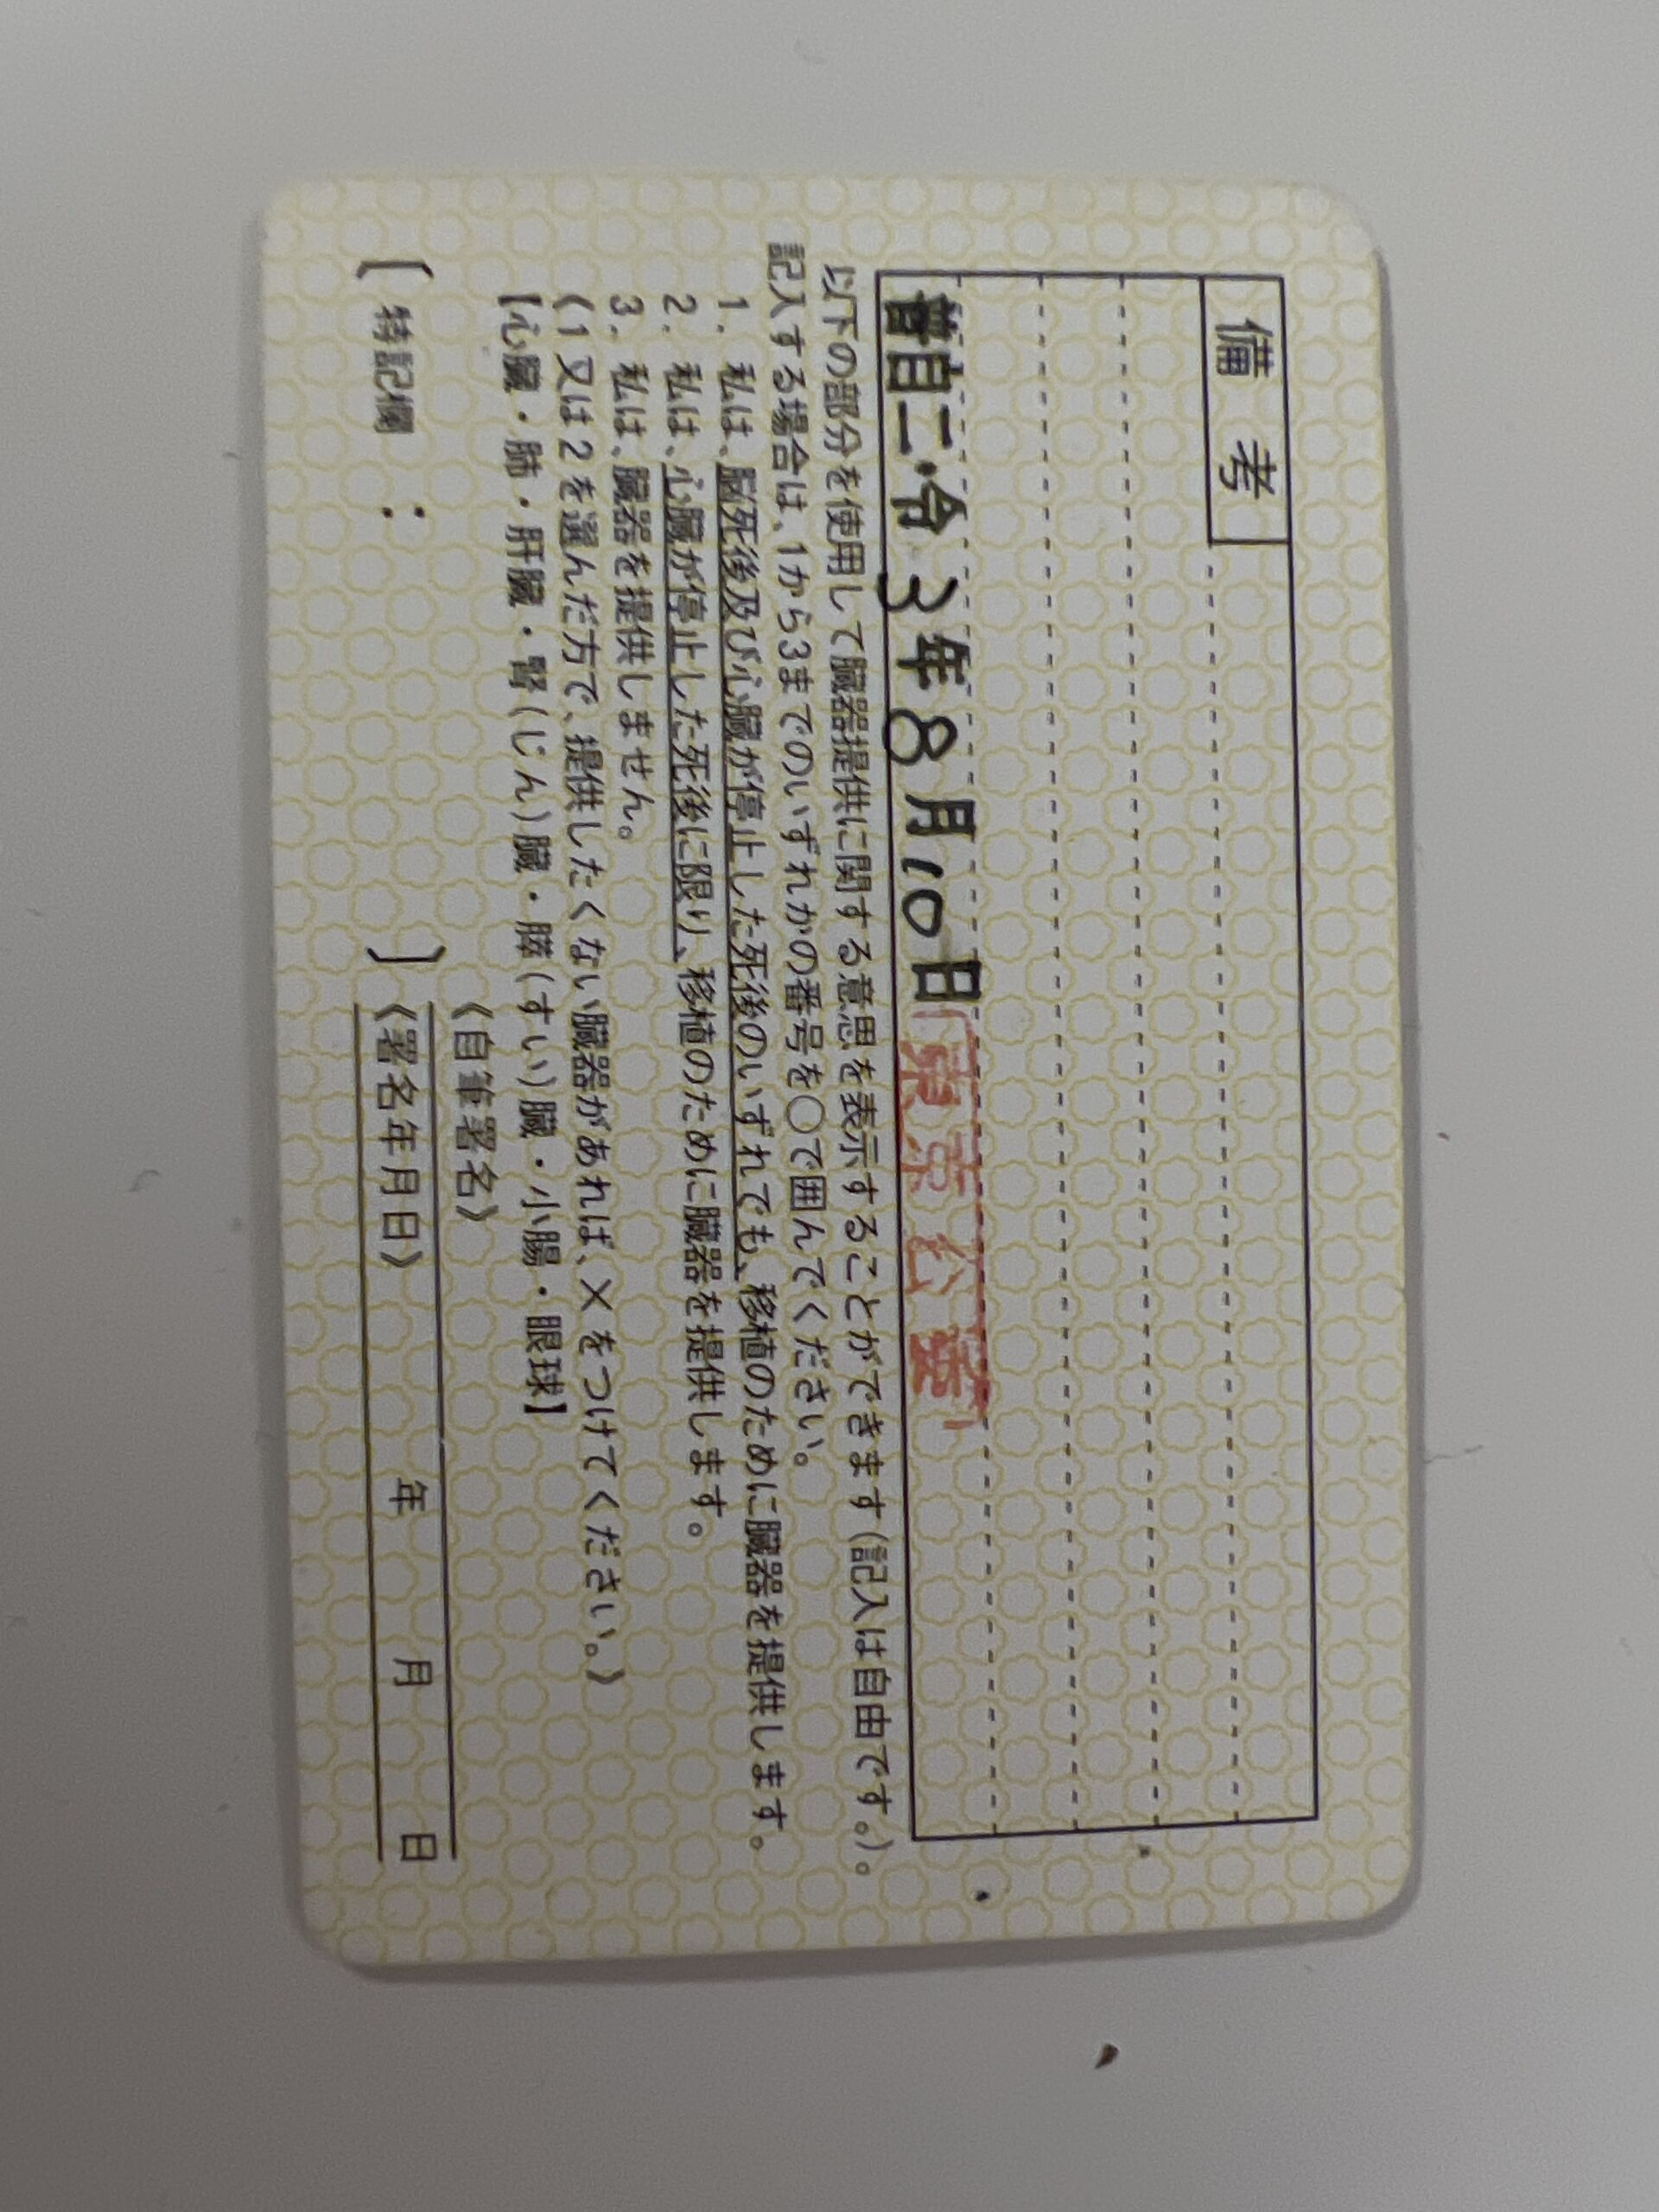 備考
普自二・令3年8月10日 東京公委
以下の部分を使用して臓器提供に関する意思を表示することができます(記入は自由です。)。
記入する場合は、1から3までのいずれかの番号を○で囲んでください。
1. 私は、脳死後及び心臓が停止した死後のいずれでも、移植のために臓器を提供します。
2. 私は、心臓が停止した死後に限り、移植のために臓器を提供します。
3. 私は、臓器を提供しません。
《1又は2を選んだ方で、提供したくない臓器があれば、×をつけてください。》
【心臓・肺・肝臓・腎(じん)臓・膵(すい)臓・小腸・眼球】
《自筆署名》
〔特記欄: 〕《署名年月日》 年 月 日